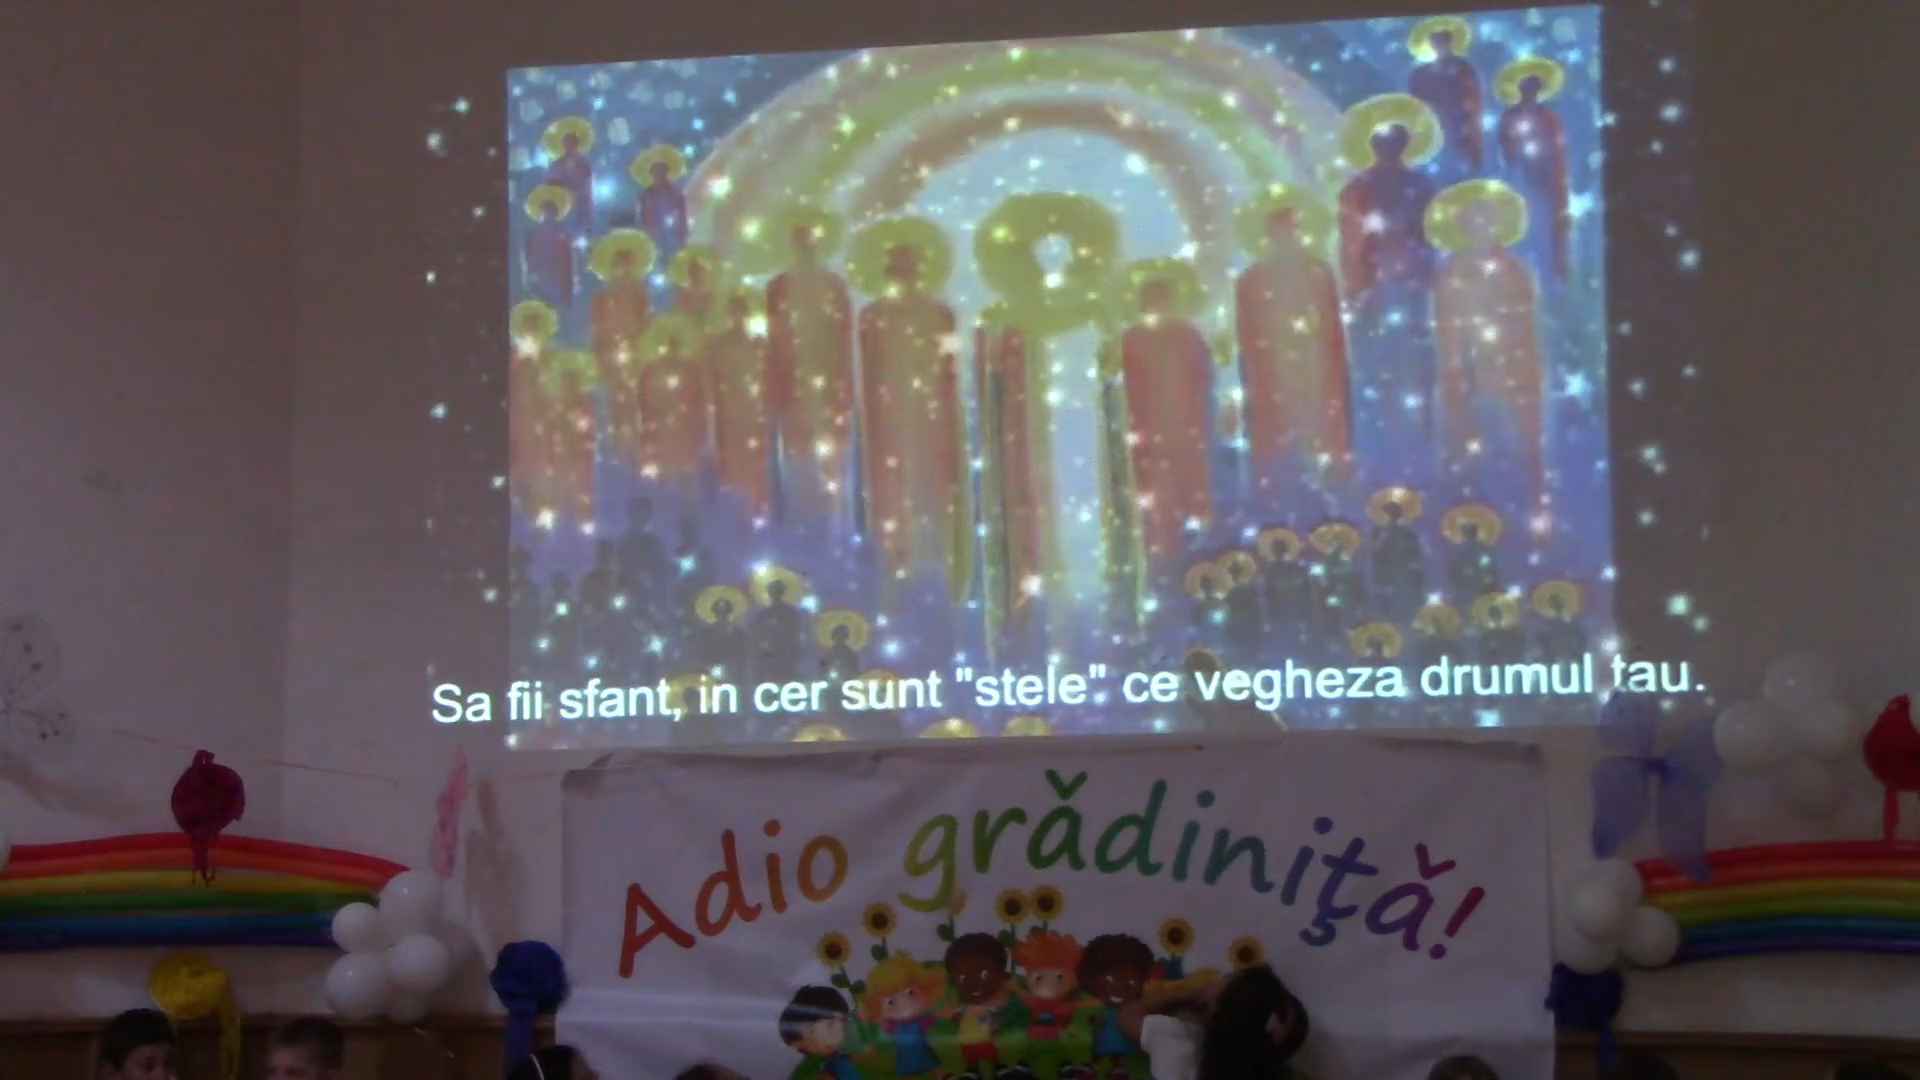 Sa fii sfant, in cer sunt "stele" ce vegheza drumul tau.
Adio grădiniţă!